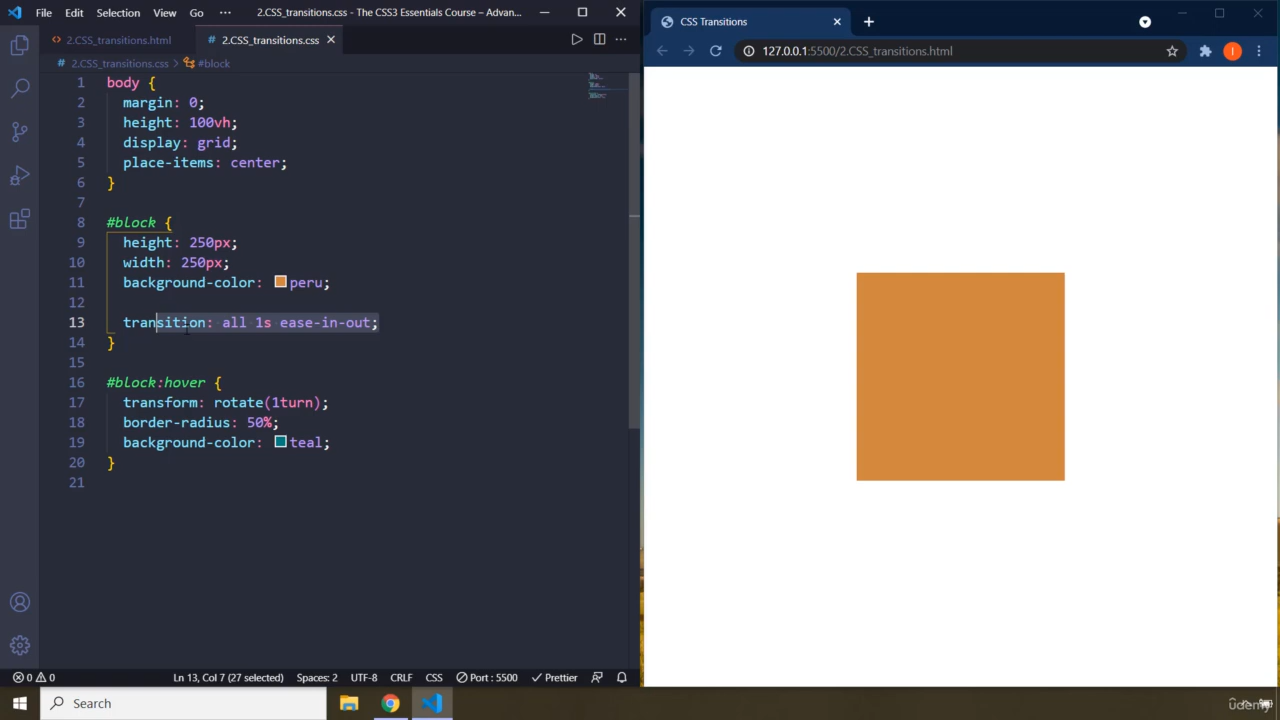 File Edit Selection View Go ··· 2.CSS_transitions.css - The CSS3 Essentials Course – Advan...
2.CSS_transitions.html
# 2.CSS_transitions.css
# 2.CSS_transitions.css > #block
1 body {
2 margin: 0;
3 height: 100vh;
4 display: grid;
5 place-items: center;
6 }
7
8 #block {
9 height: 250px;
10 width: 250px;
11 background-color: peru;
12
13 transition: all 1s ease-in-out;
14 }
15
16 #block:hover {
17 transform: rotate(1turn);
18 border-radius: 50%;
19 background-color: teal;
20 }
21
0 0 Ln 13, Col 7 (27 selected) Spaces: 2 UTF-8 CRLF CSS Port : 5500 Prettier
CSS Transitions
127.0.0.1:5500/2.CSS_transitions.html
I
Search
udemy